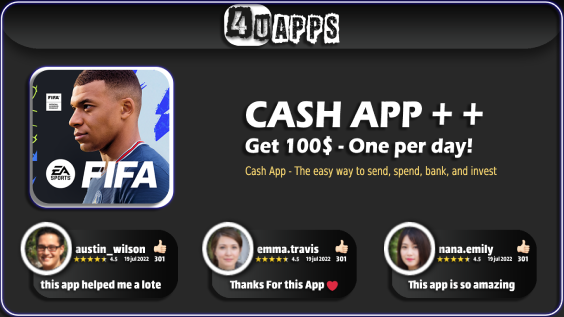 4UAPPS
CASH APP + +
Get 100$ - One per day!
Cash App - The easy way to send, spend, bank, and invest
FIFA
EA
SPORTS
FIFA
austin_wilson
4.5 19 jul 2022 301
this app helped me a lote
emma.travis
4.5 19 jul 2022 301
Thanks For this App ❤
nana.emily
4.5 19 jul 2022 301
This app is so amazing